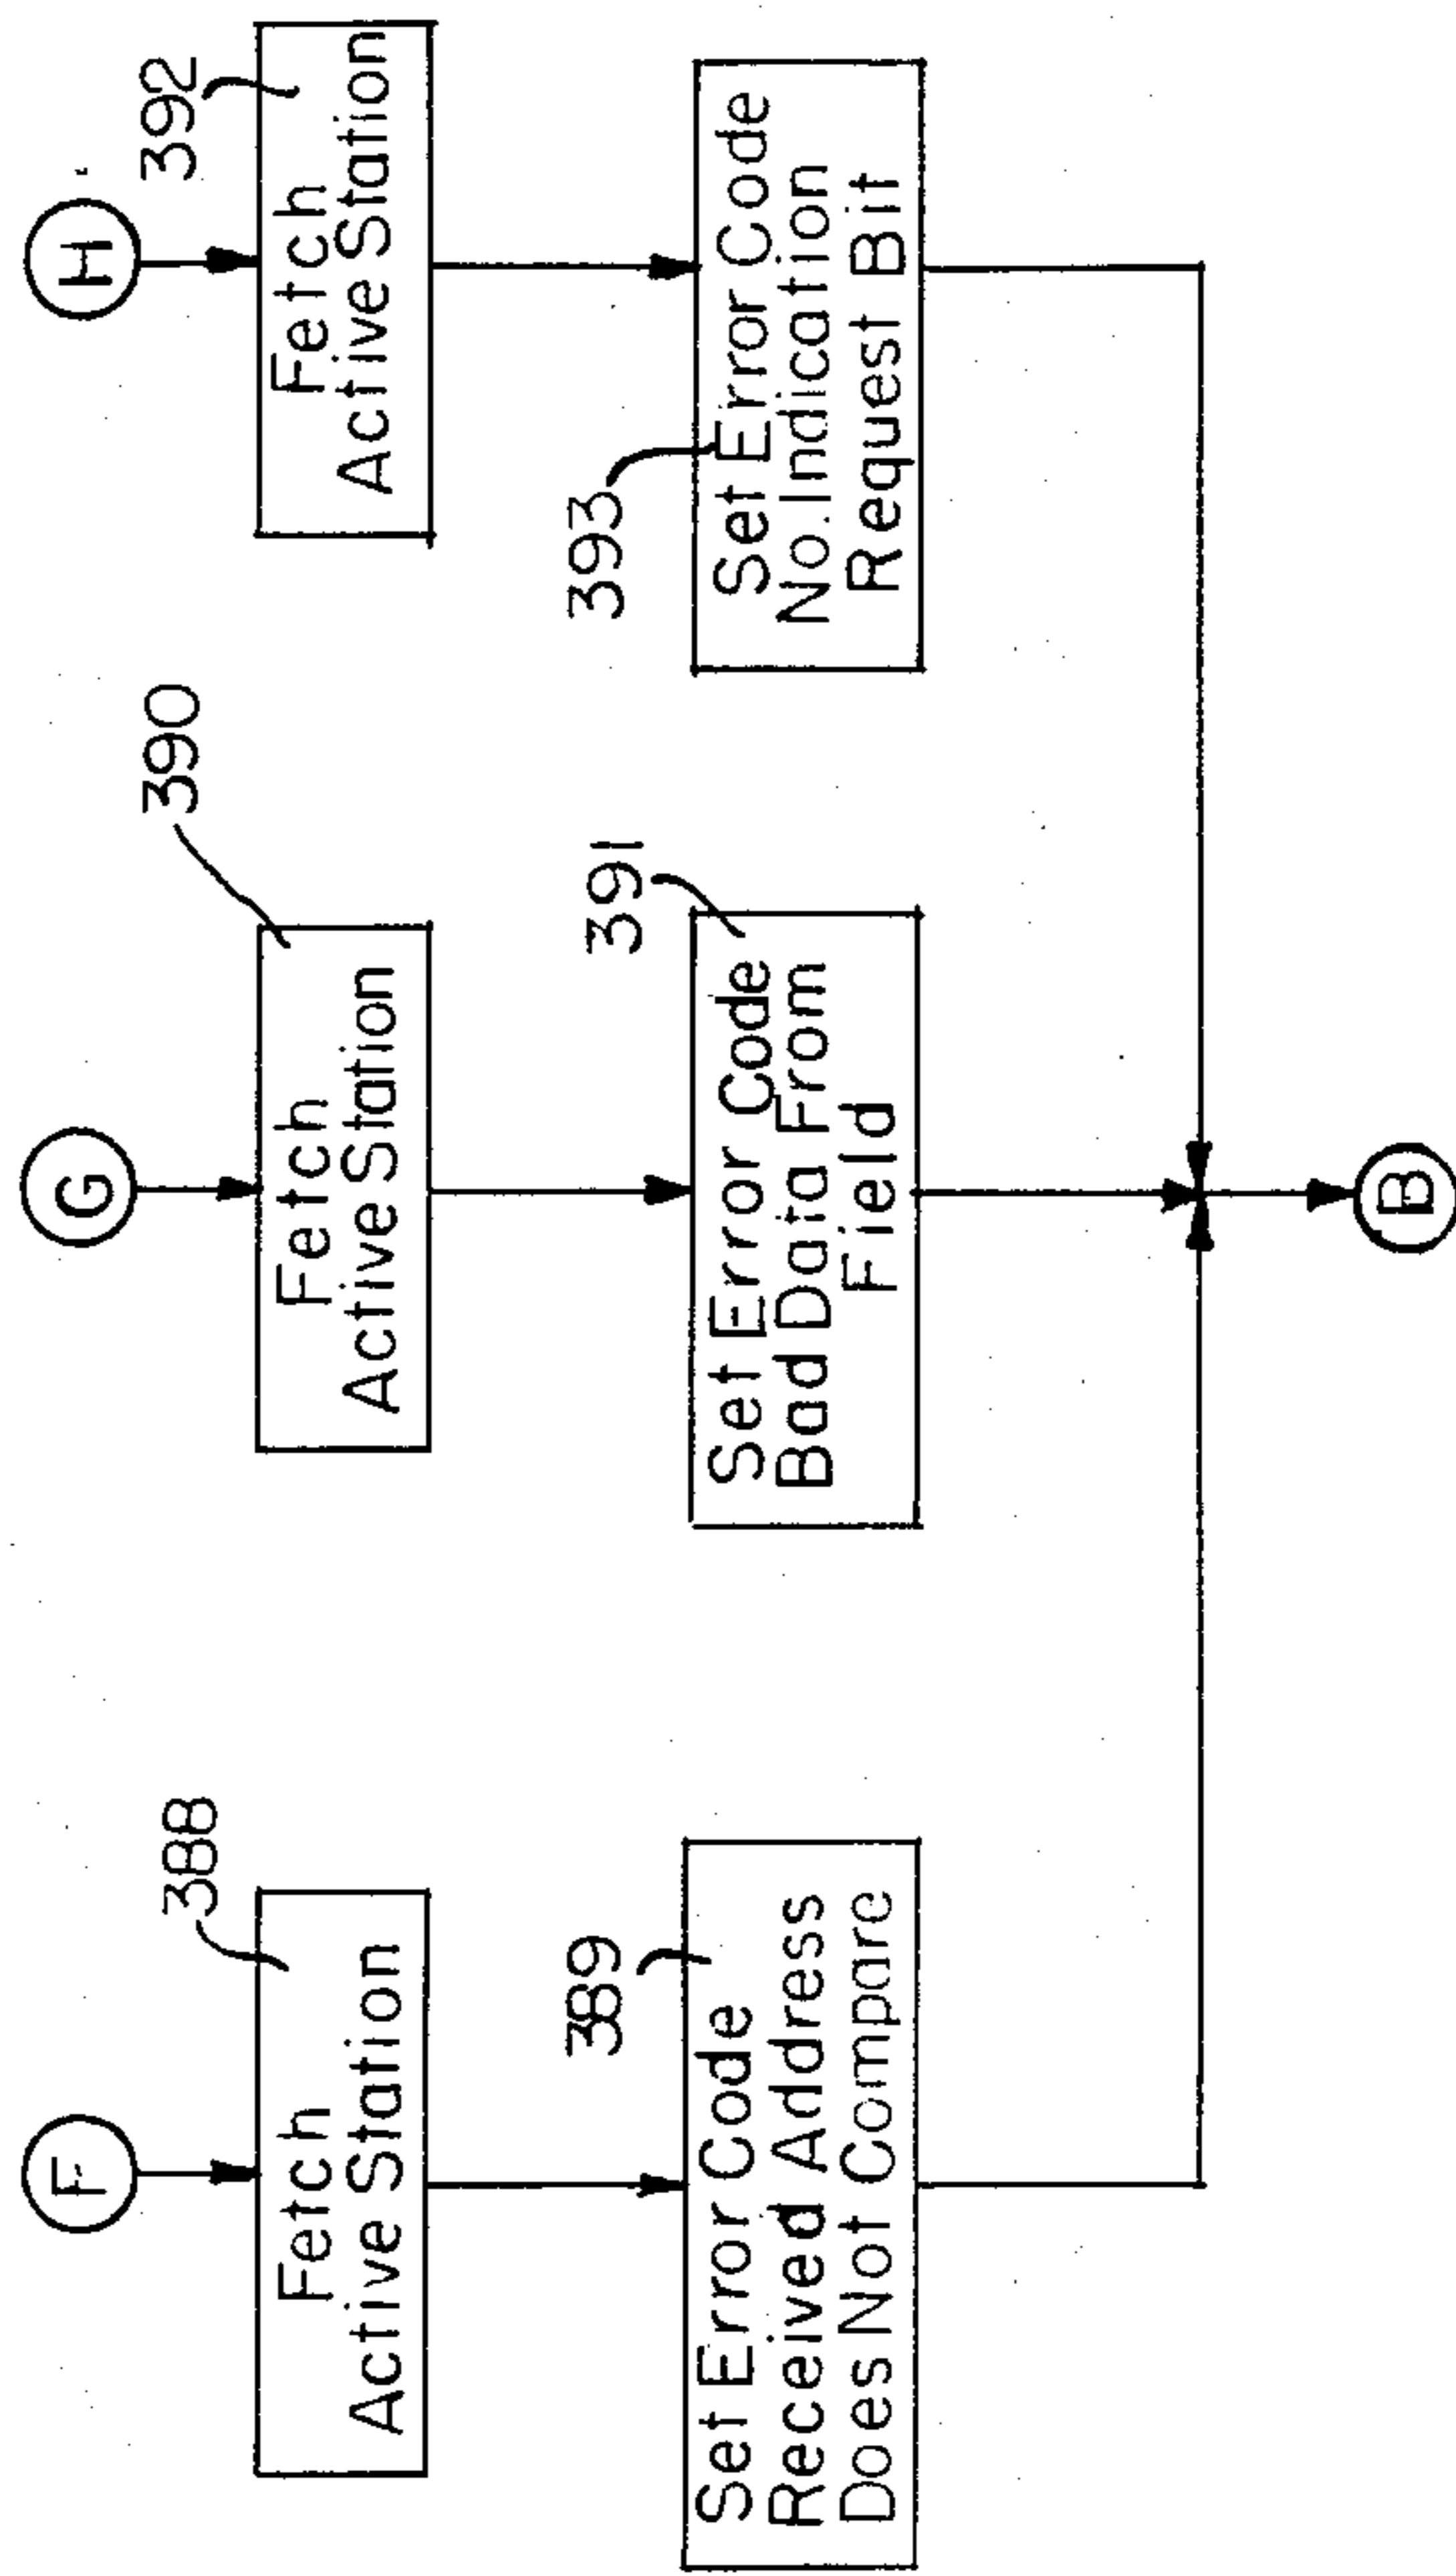 F
388
Fetch
Active Station
389
Set Error Code
Received Address
Does Not Compare
G
390
Fetch
Active Station
391
Set Error Code
Bad Data From
Field
H
392
Fetch
Active Station
393
Set Error Code
No. Indication
Request Bit
B